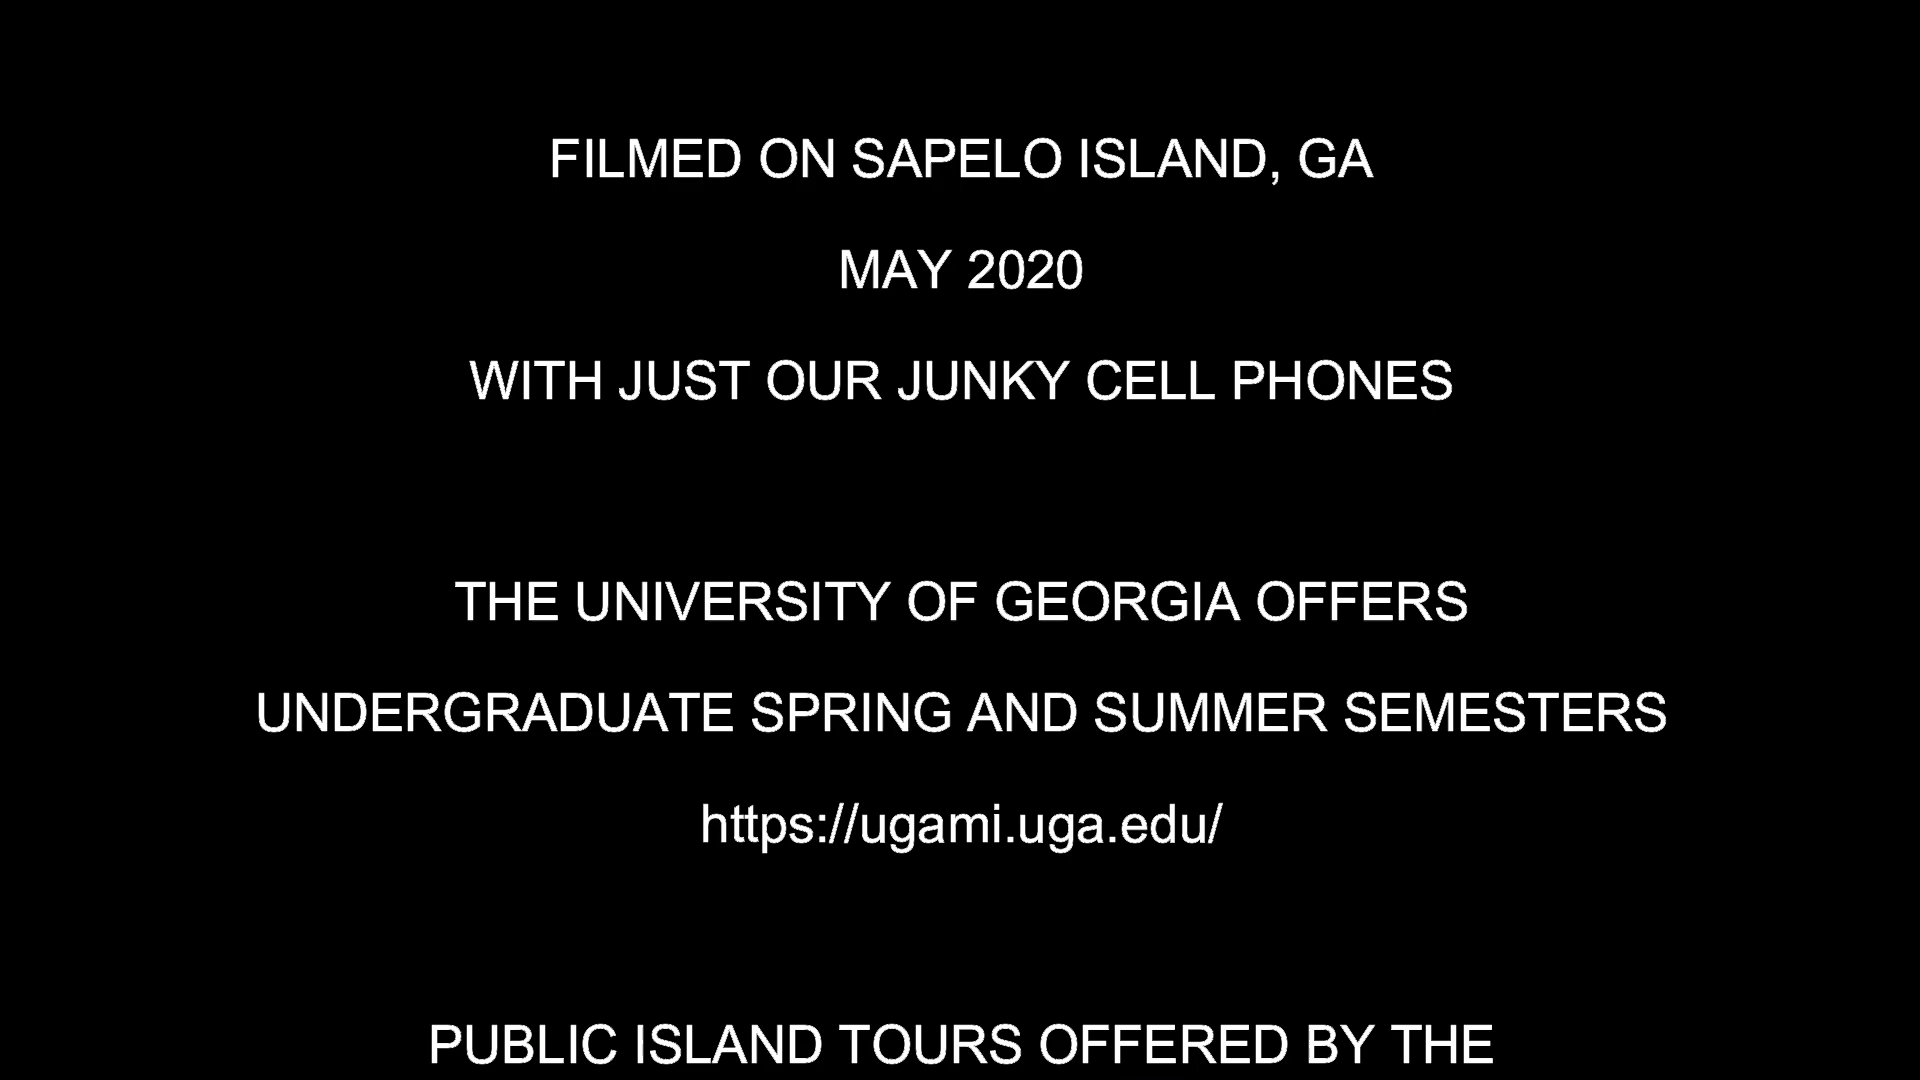 FILMED ON SAPELO ISLAND, GA
MAY 2020
WITH JUST OUR JUNKY CELL PHONES
THE UNIVERSITY OF GEORGIA OFFERS
UNDERGRADUATE SPRING AND SUMMER SEMESTERS
https://ugami.uga.edu/
PUBLIC ISLAND TOURS OFFERED BY THE